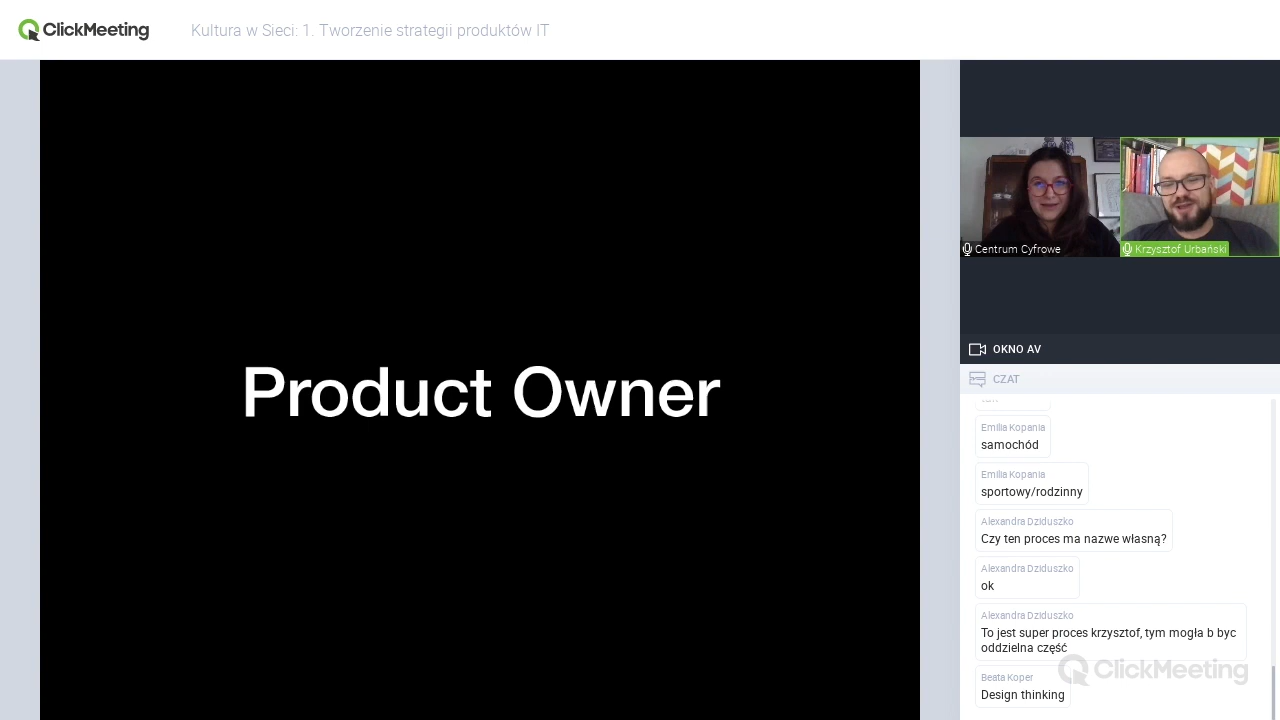 ClickMeeting
Kultura w Sieci: 1. Tworzenie strategii produktów IT
Product Owner
Centrum Cyfrowe
Krzysztof Urbański
OKNO AV
CZAT
Emilia Kopania
samochód
Emilia Kopania
sportowy/rodzinny
Alexandra Dziduszko
Czy ten proces ma nazwe własną?
Alexandra Dziduszko
ok
Alexandra Dziduszko
To jest super proces krzysztof, tym mogła b byc
oddzielna część
ClickMeeting
Beata Koper
Design thinking